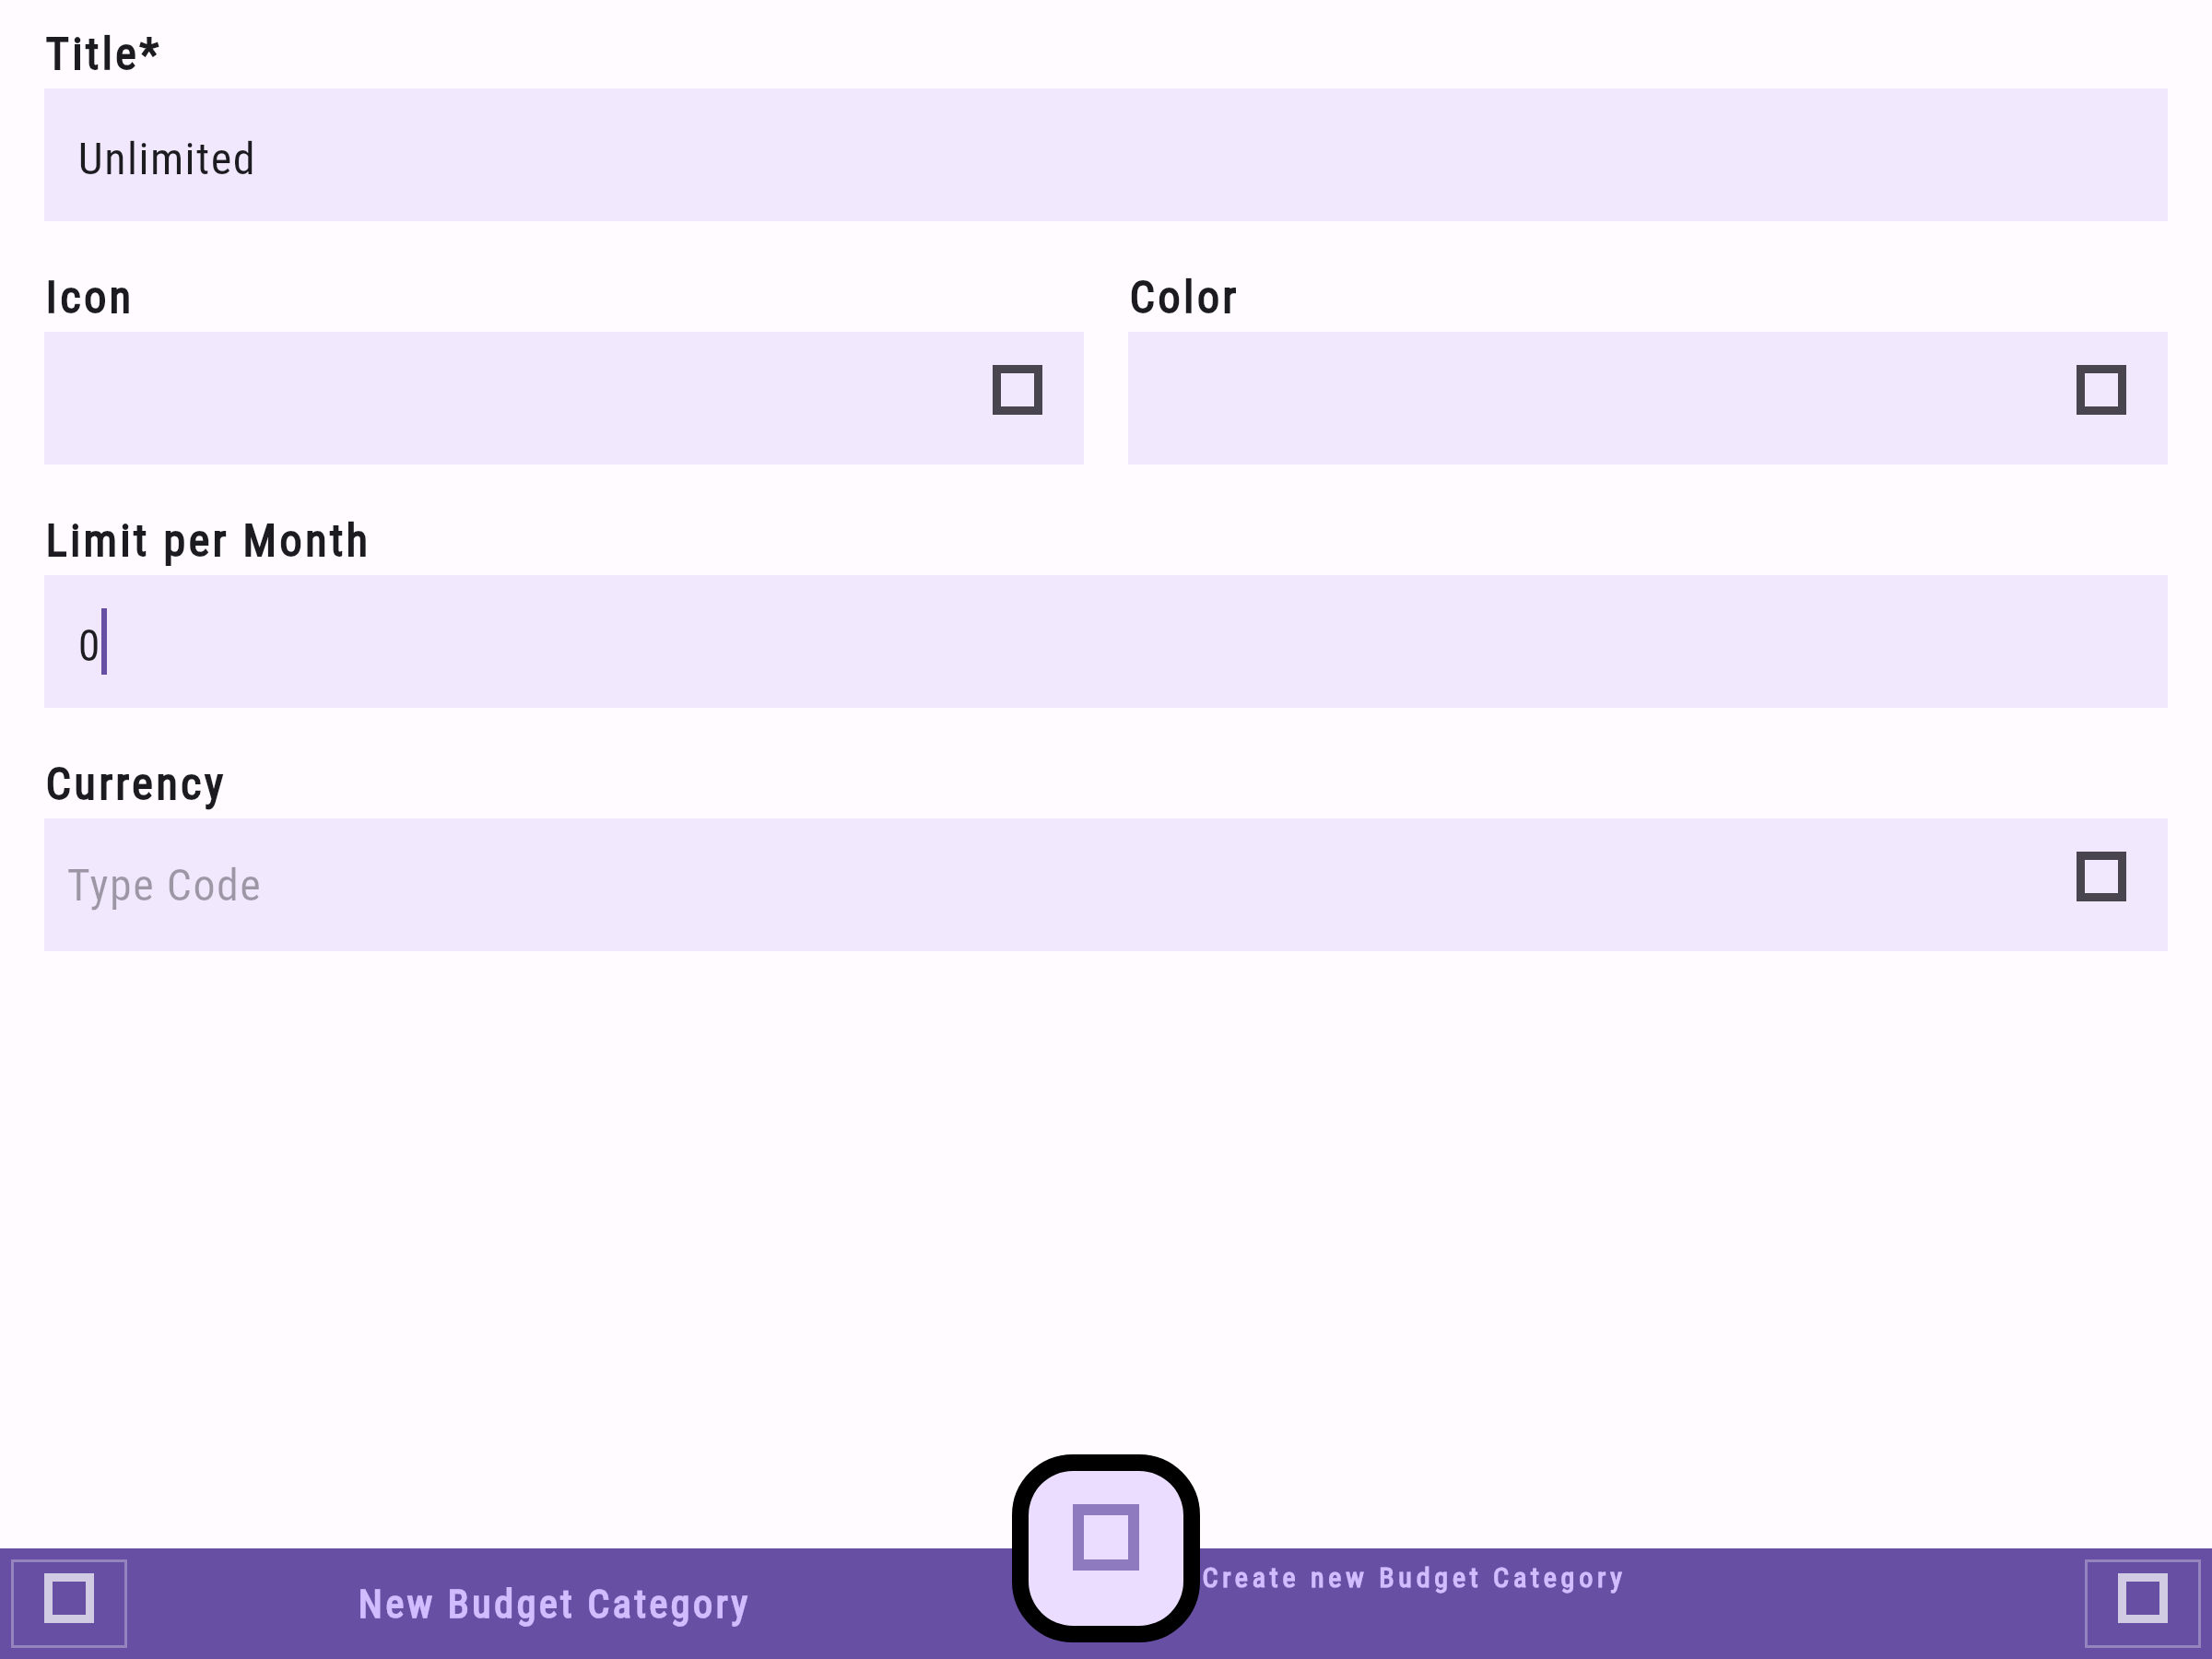 Title*
Unlimited
Icon
Color
Limit per Month
0
Currency
Type Code
New Budget Category
Create new Budget Category